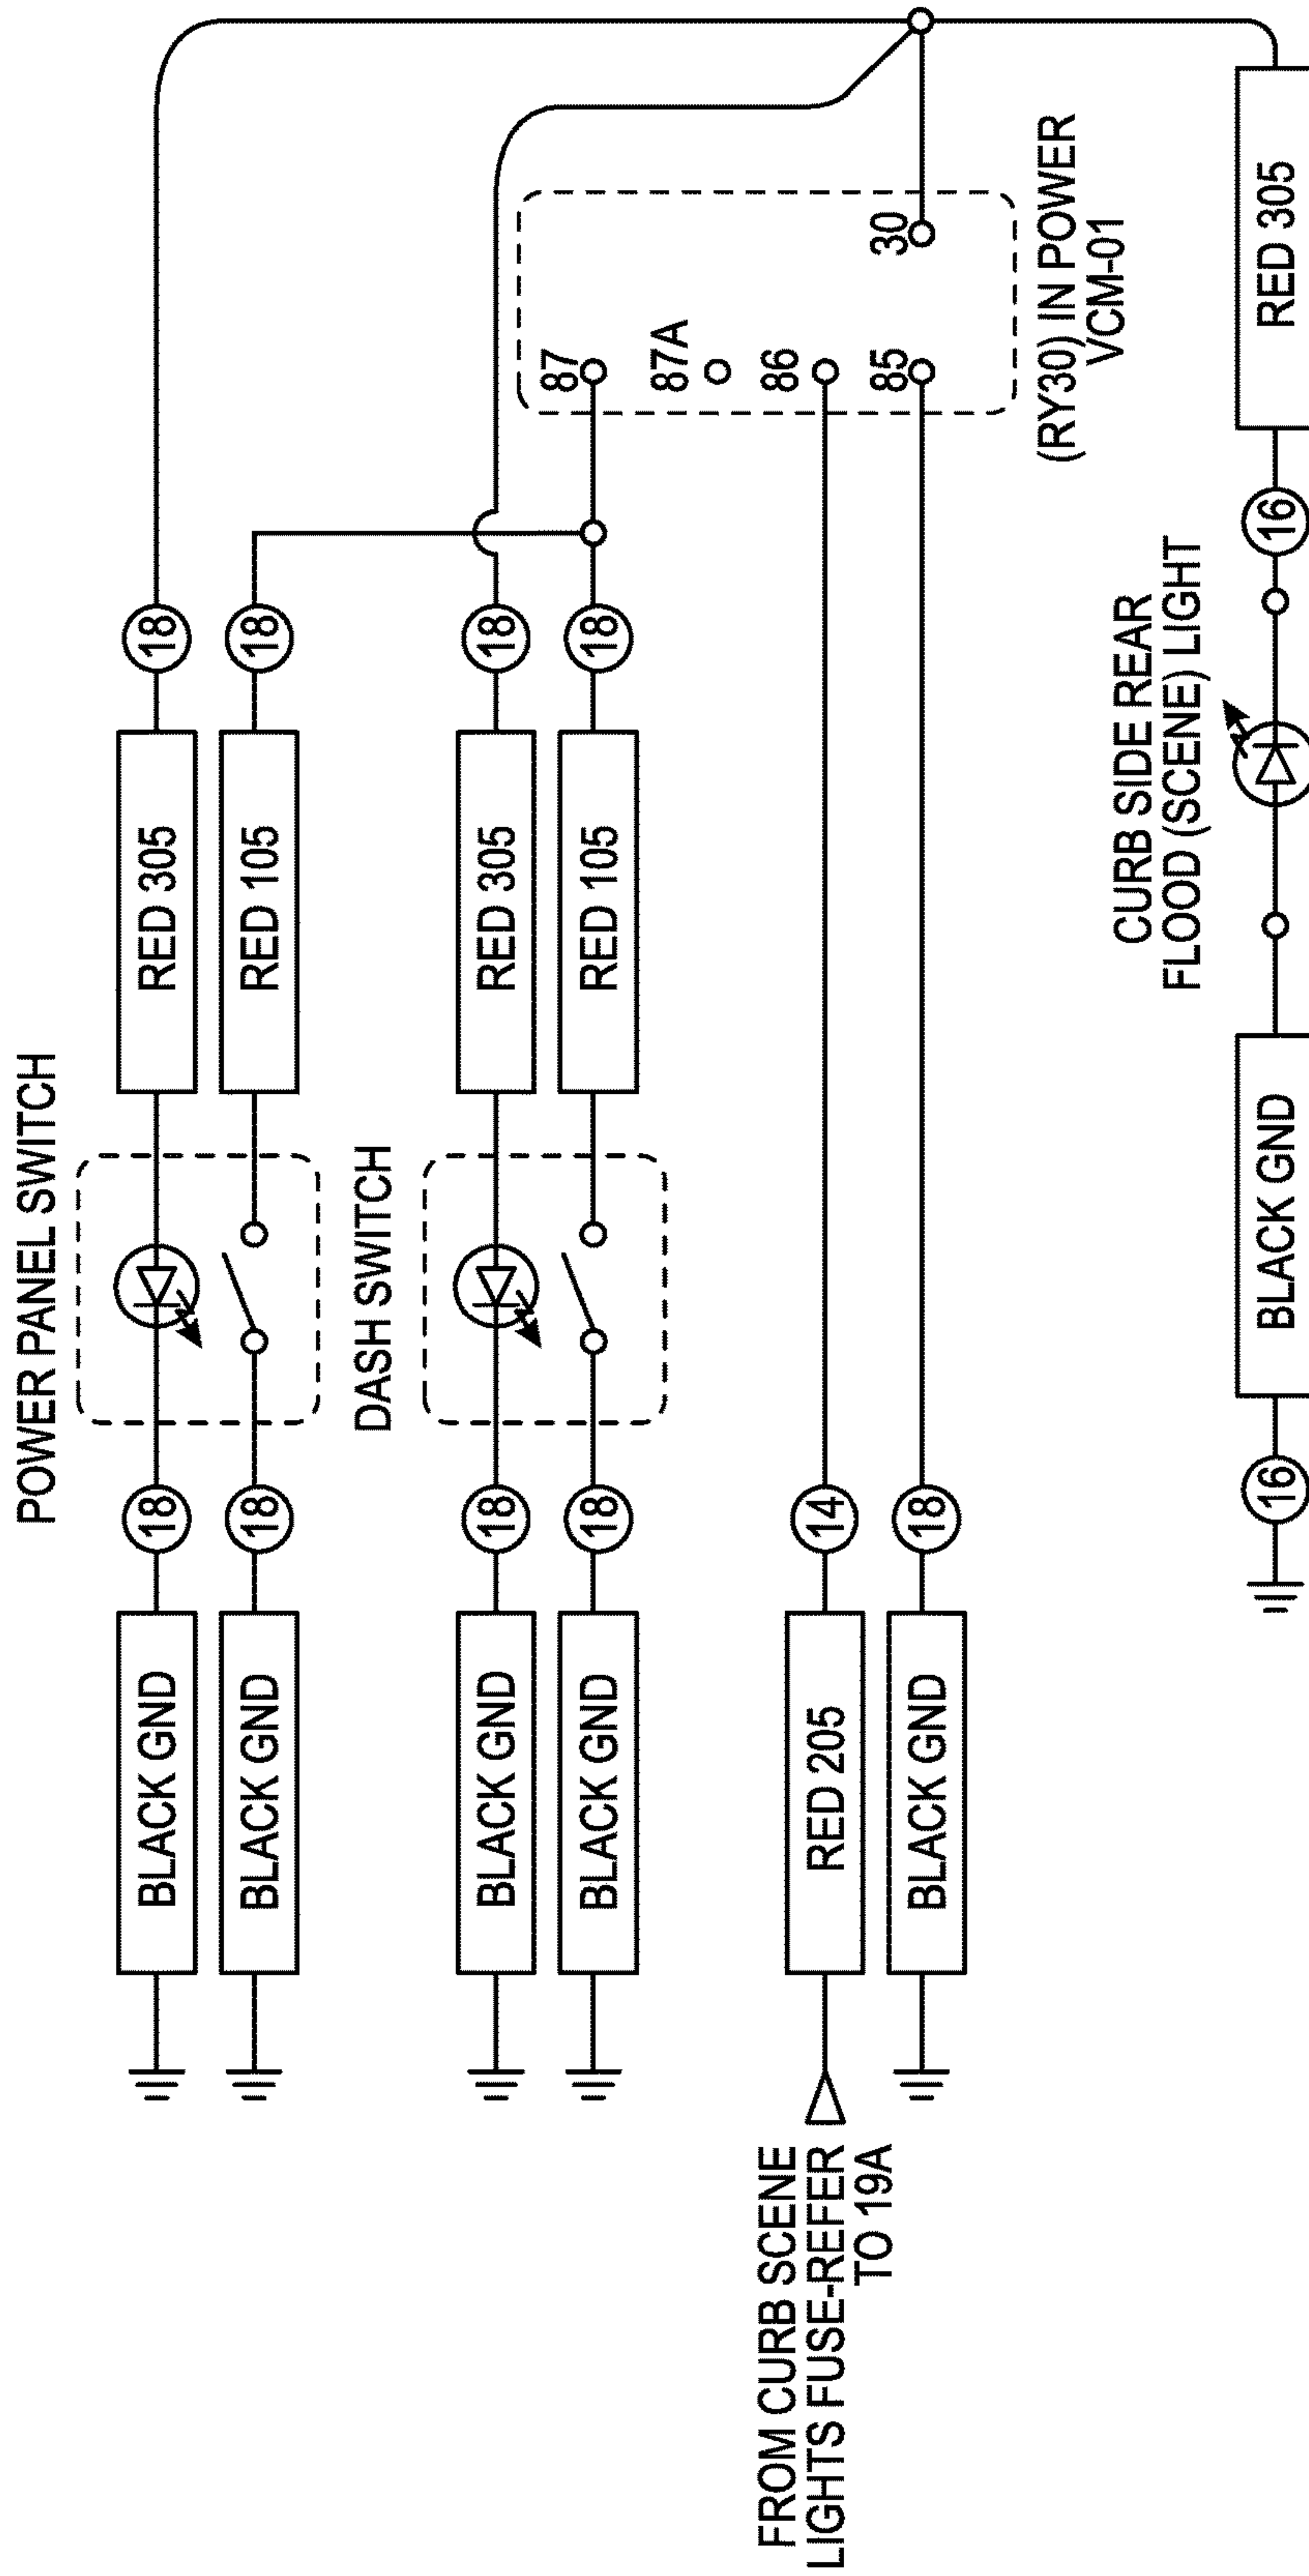 POWER PANEL SWITCH
BLACK GND
18
RED 305
18
BLACK GND
18
RED 105
18
DASH SWITCH
BLACK GND
18
RED 305
18
BLACK GND
18
RED 105
18
87
87A
86
85
30
FROM CURB SCENE
LIGHTS FUSE-REFER
TO 19A
RED 205
14
BLACK GND
18
(RY30) IN POWER
VCM-01
CURB SIDE REAR
FLOOD (SCENE) LIGHT
16
BLACK GND
16
RED 305